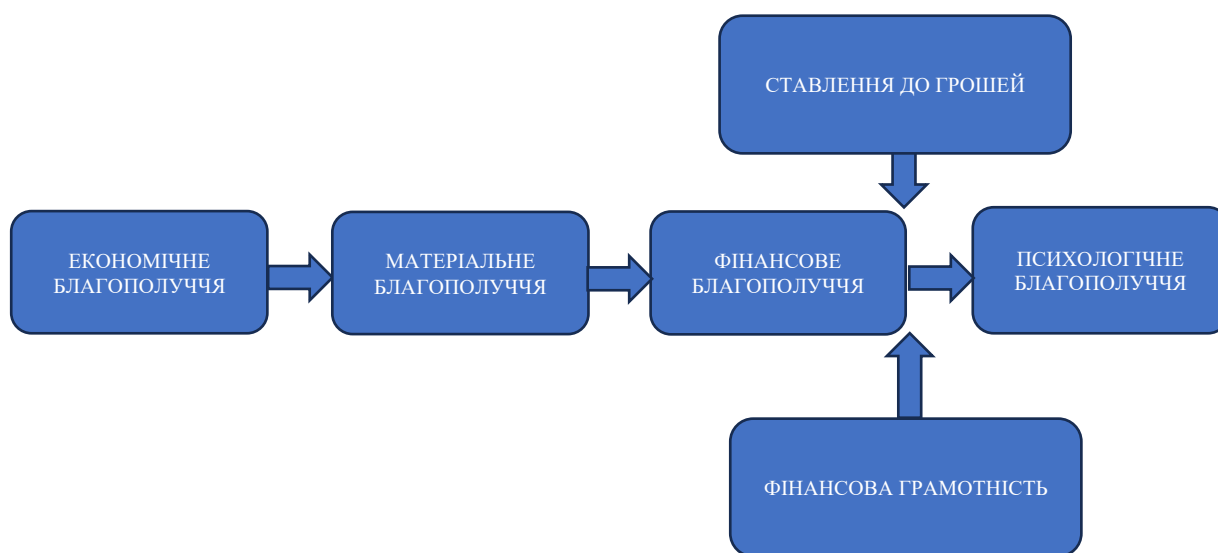 СТАВЛЕННЯ ДО ГРОШЕЙ
ЕКОНОМІЧНЕ
БЛАГОПОЛУЧЧЯ
МАТЕРІАЛЬНЕ
БЛАГОПОЛУЧЧЯ
ФІНАНСОВЕ
БЛАГОПОЛУЧЧЯ
ПСИХОЛОГІЧНЕ
БЛАГОПОЛУЧЧЯ
ФІНАНСОВА ГРАМОТНІСТЬ